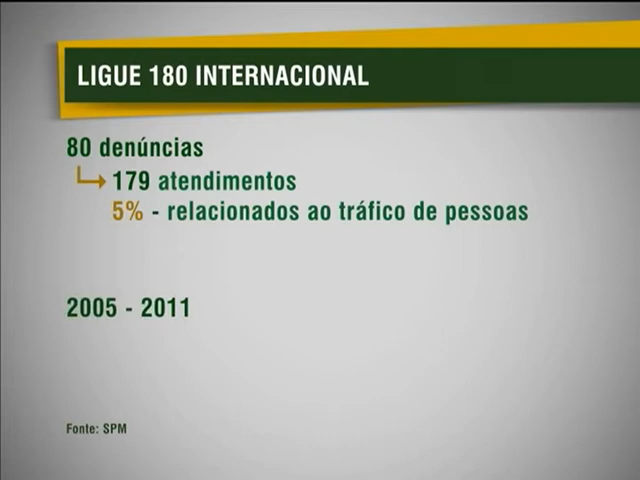 LIGUE 180 INTERNACIONAL
80 denúncias
179 atendimentos
5% - relacionados ao tráfico de pessoas
2005 - 2011
Fonte: SPM